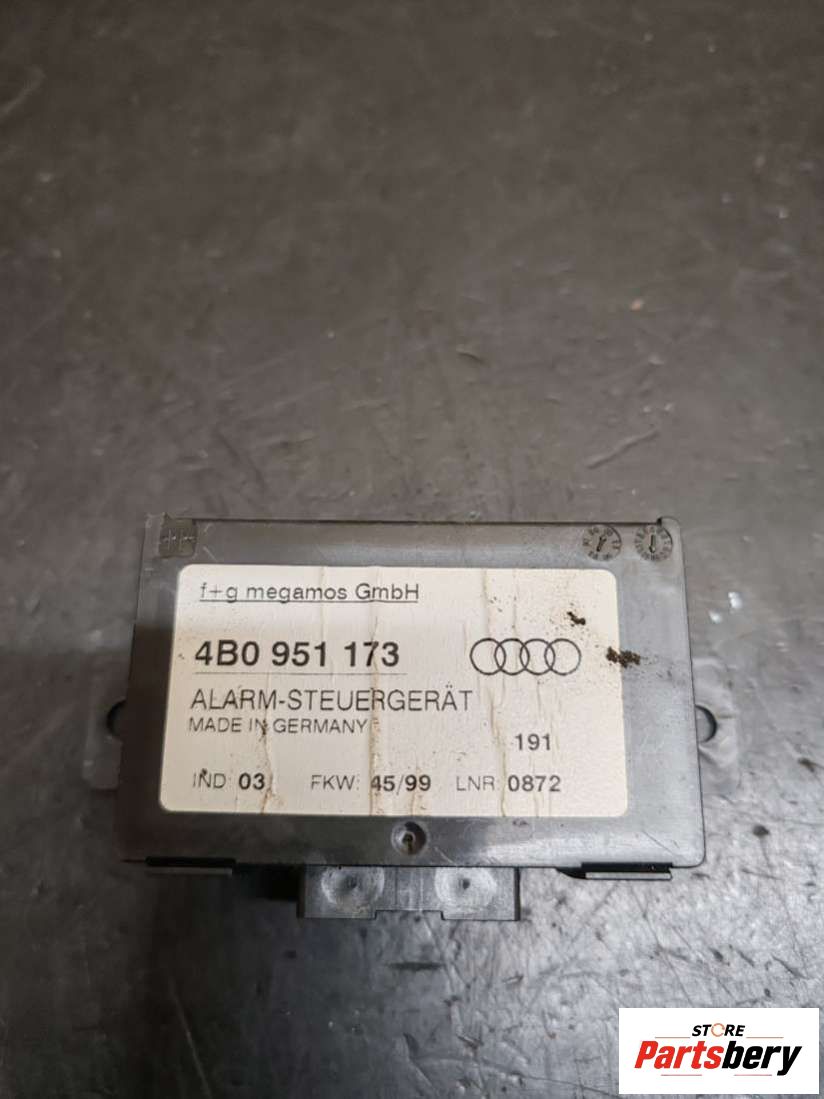 f+g megamos GmbH
4B0 951 173
ALARM-STEUERGERÄT
MADE IN GERMANY
191
IND: 03 FKW: 45/99 LNR: 0872
STORE
Partsbery